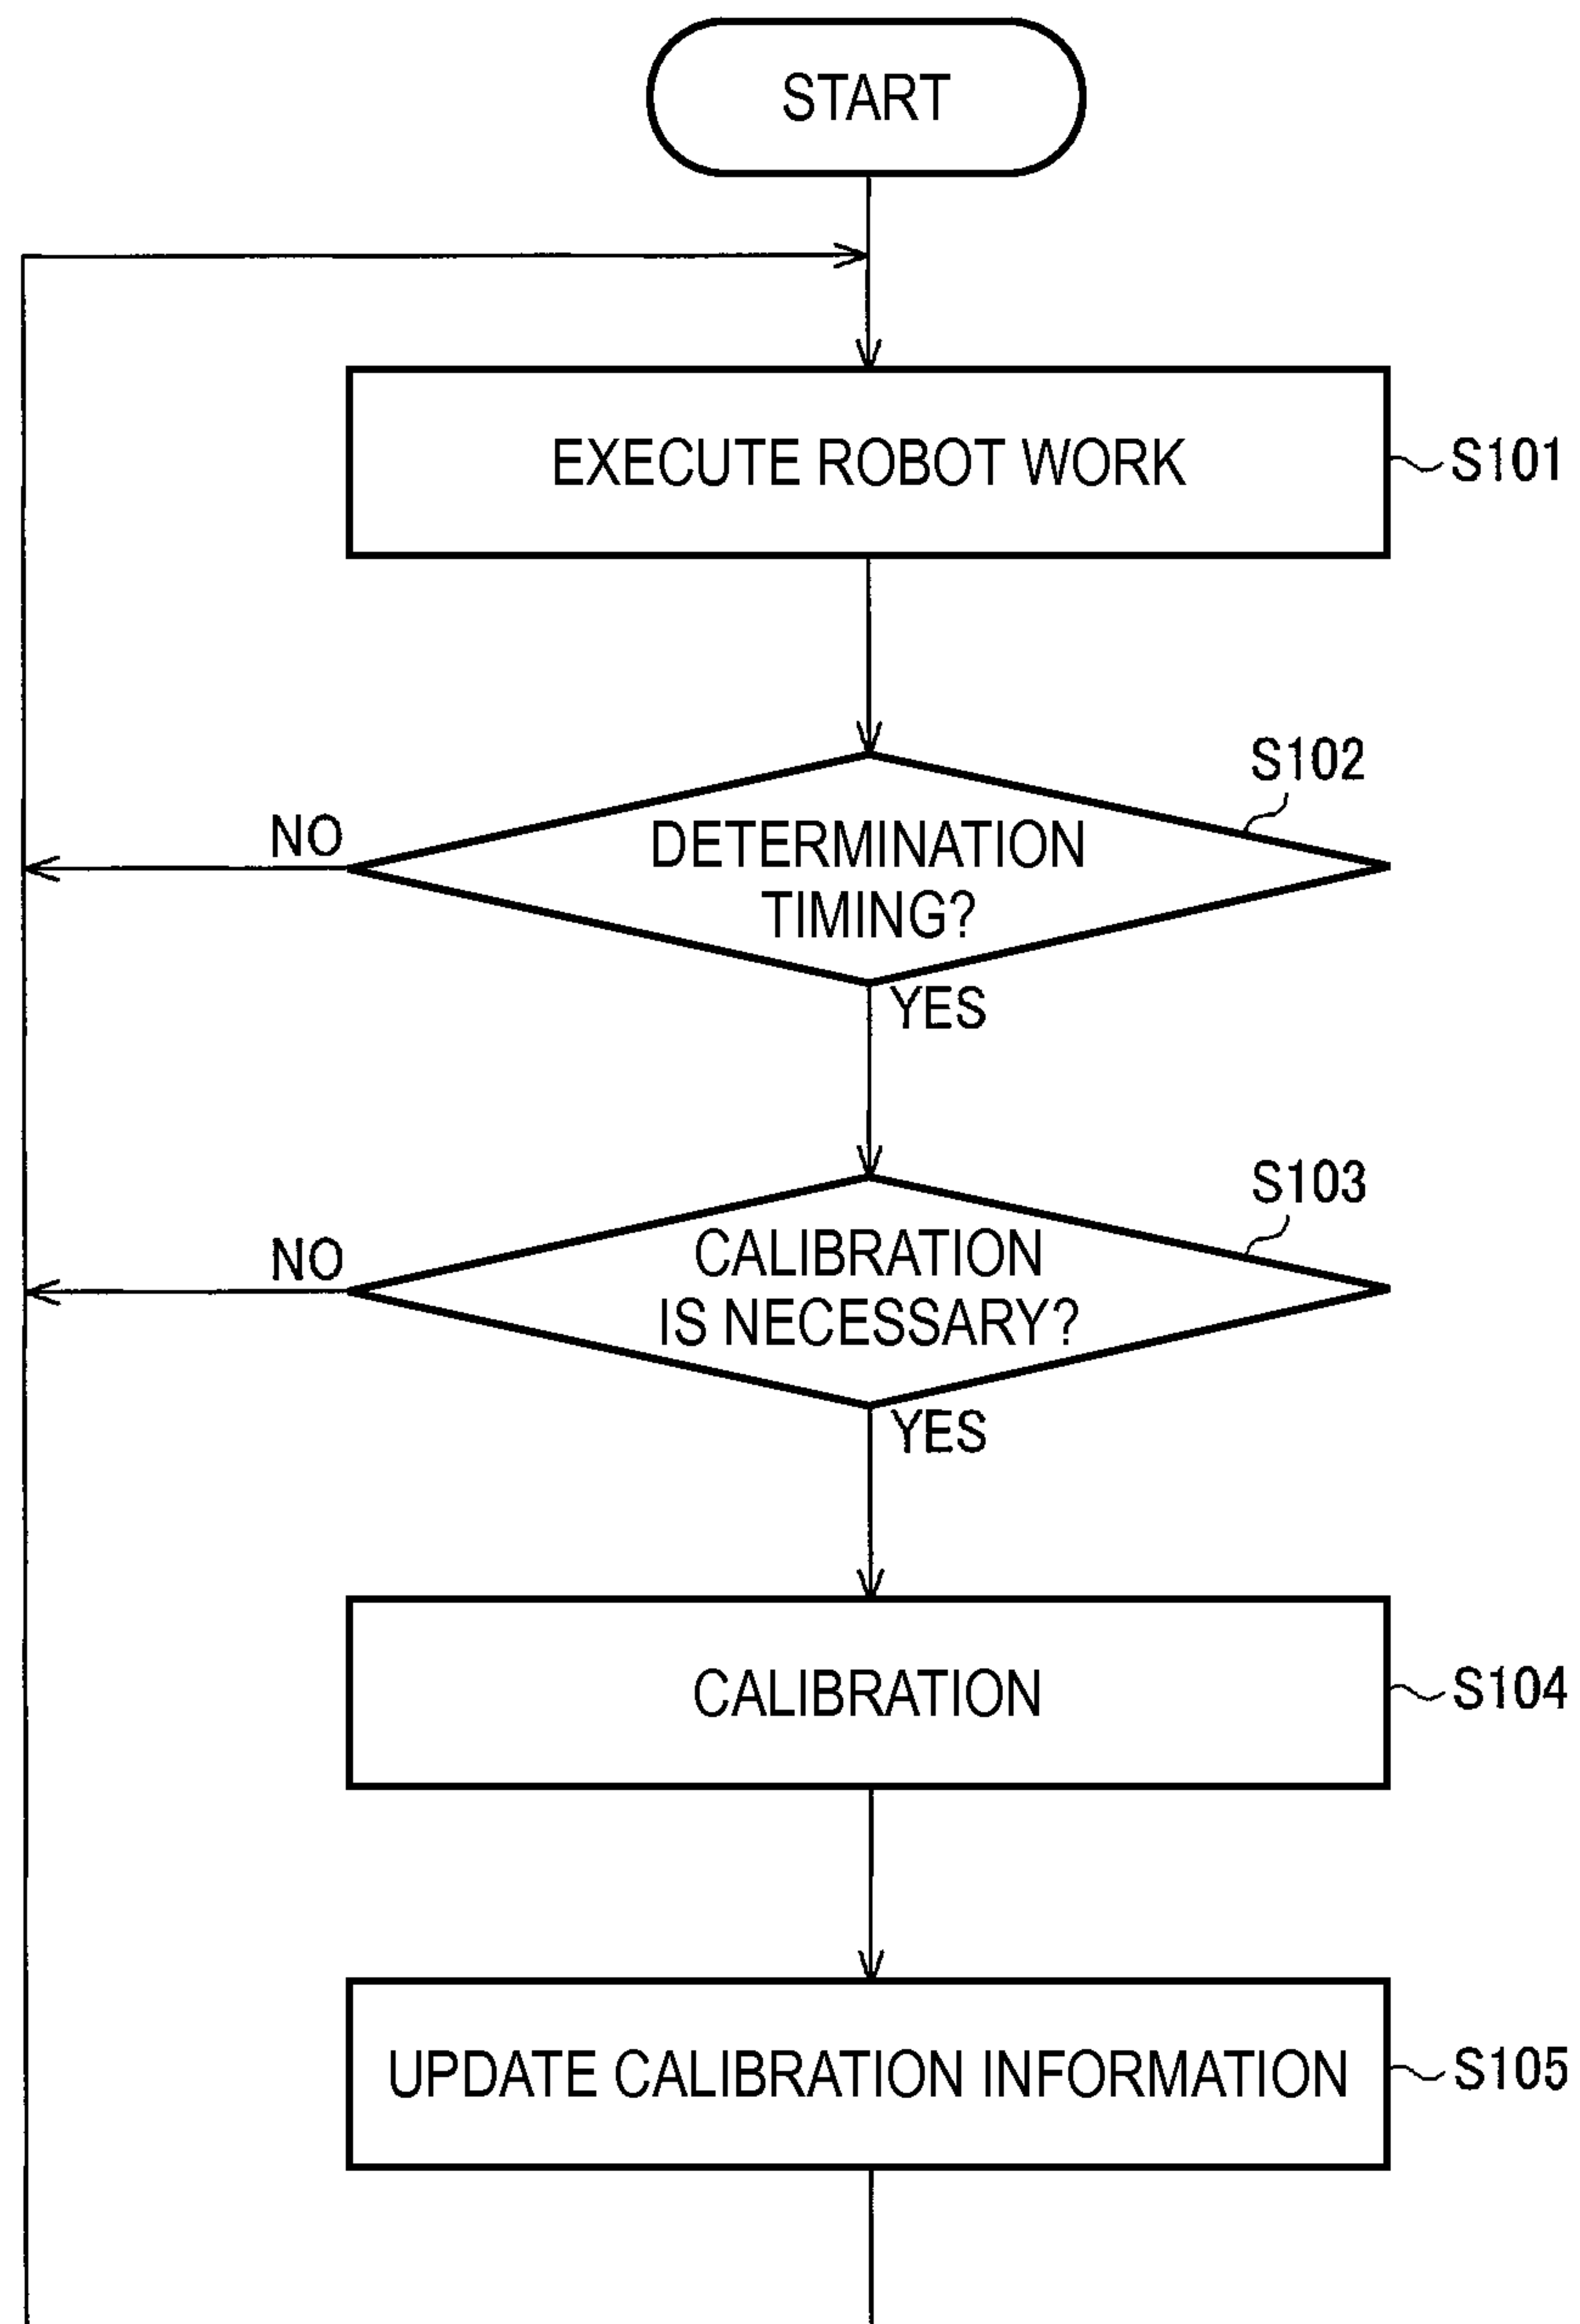 START
EXECUTE ROBOT WORK
S101
S102
DETERMINATION
TIMING?
NO
YES
S103
CALIBRATION
IS NECESSARY?
NO
YES
CALIBRATION
S104
UPDATE CALIBRATION INFORMATION
S105